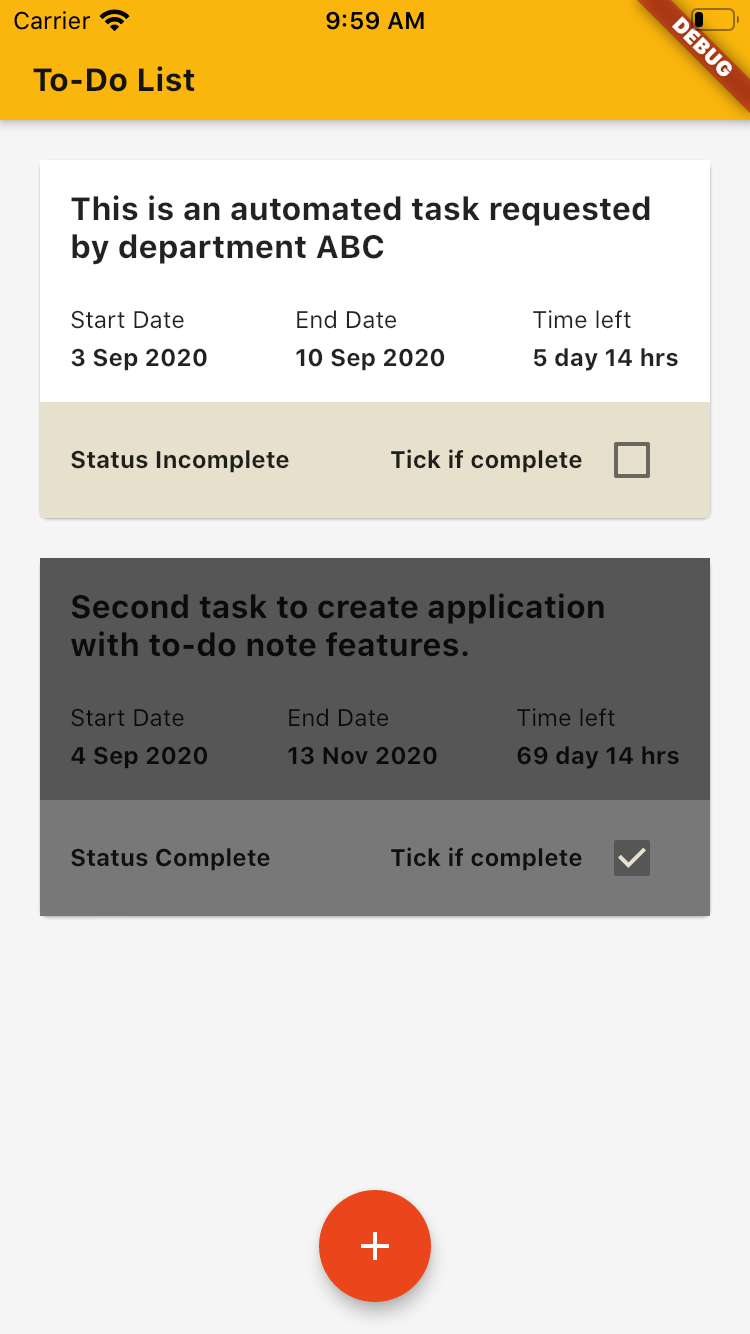 Carrier 9:59 AM
DEBUG
To-Do List
This is an automated task requested
by department ABC
Start Date End Date Time left
3 Sep 2020 10 Sep 2020 5 day 14 hrs
Status Incomplete Tick if complete
Second task to create application
with to-do note features.
Start Date End Date Time left
4 Sep 2020 13 Nov 2020 69 day 14 hrs
Status Complete Tick if complete
+